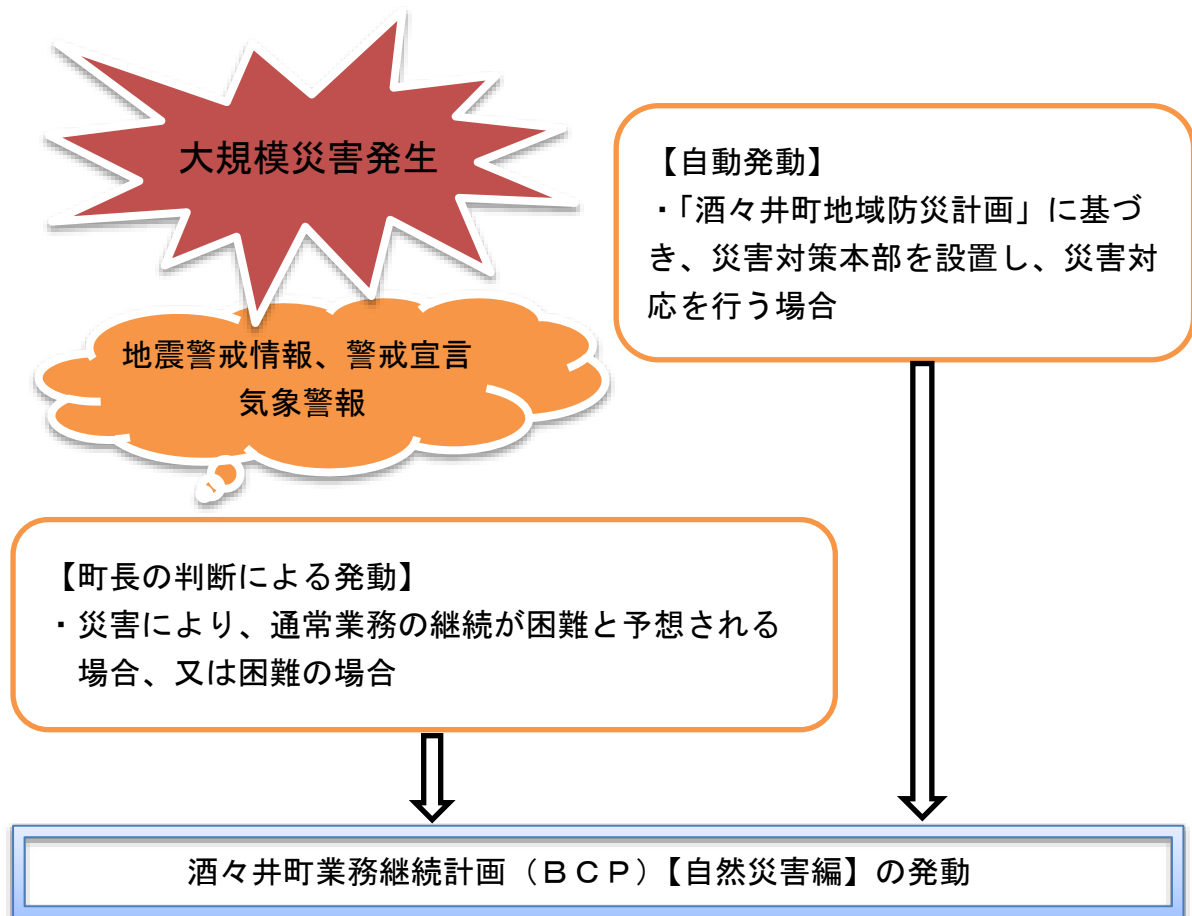 大規模災害発生
地震警戒情報、警戒宣言
気象警報
【自動発動】
・「酒々井町地域防災計画」に基づ
き、災害対策本部を設置し、災害対
応を行う場合
【町長の判断による発動】
・災害により、通常業務の継続が困難と予想される
場合、又は困難の場合
酒々井町業務継続計画（ＢＣＰ）【自然災害編】の発動